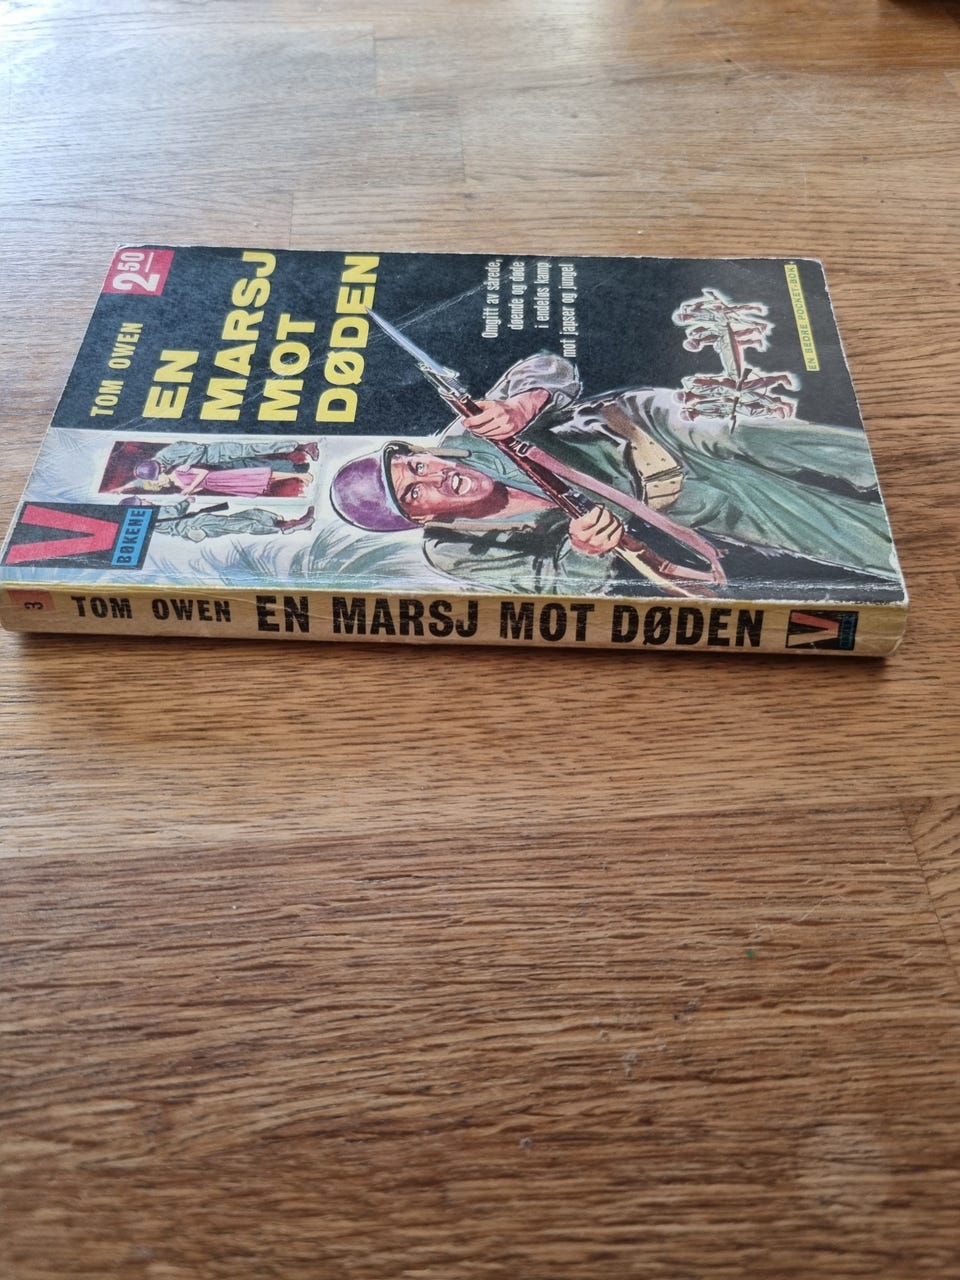 250
TOM OWEN
EN
MARSJ
MOT
DØDEN
Omgitt av sårede,
døende og døde
i endeløs kamp
mot japser og jungel
EN BEDRE POCKET-BOK
V
BØKENE
3 TOM OWEN EN MARSJ MOT DØDEN V